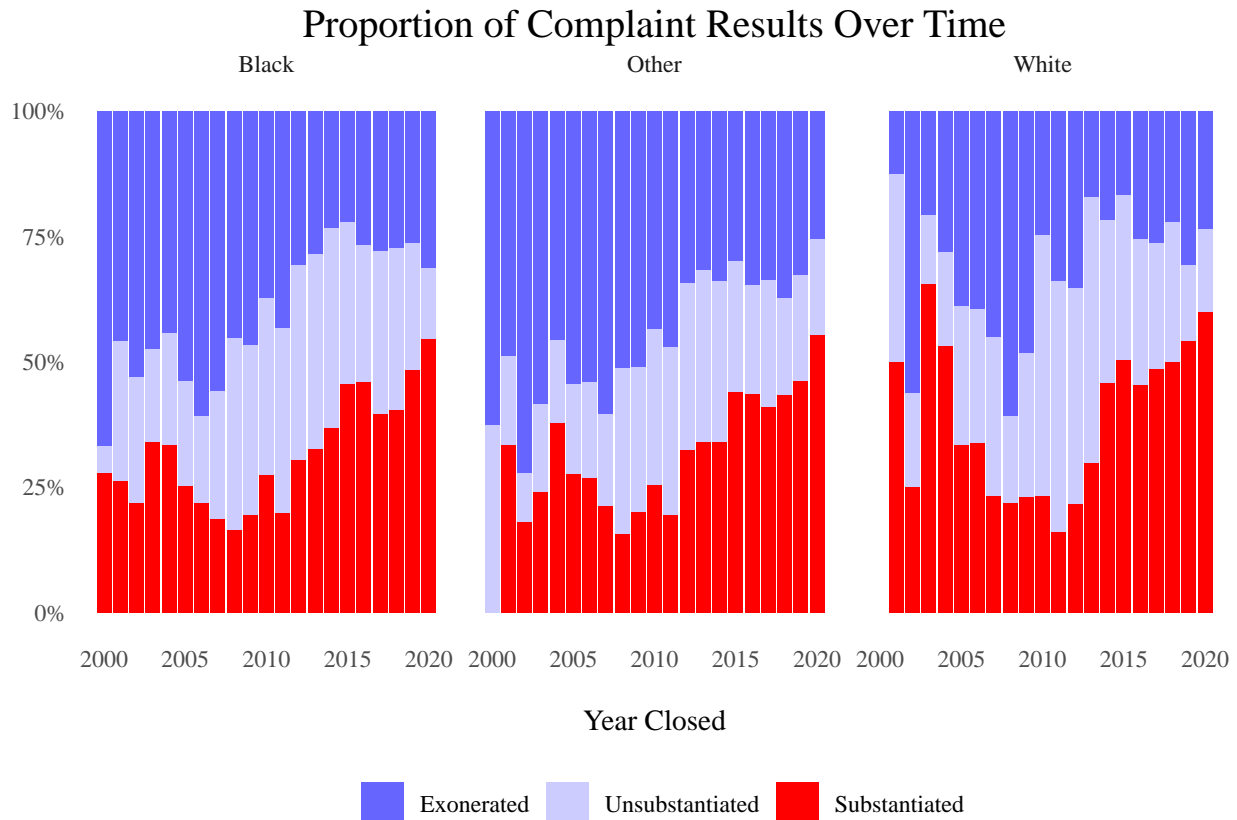 Proportion of Complaint Results Over Time
Black Other White
100%
75%
50%
25%
0%
2000 2005 2010 2015 2020 2000 2005 2010 2015 2020 2000 2005 2010 2015 2020
Year Closed
Exonerated Unsubstantiated Substantiated